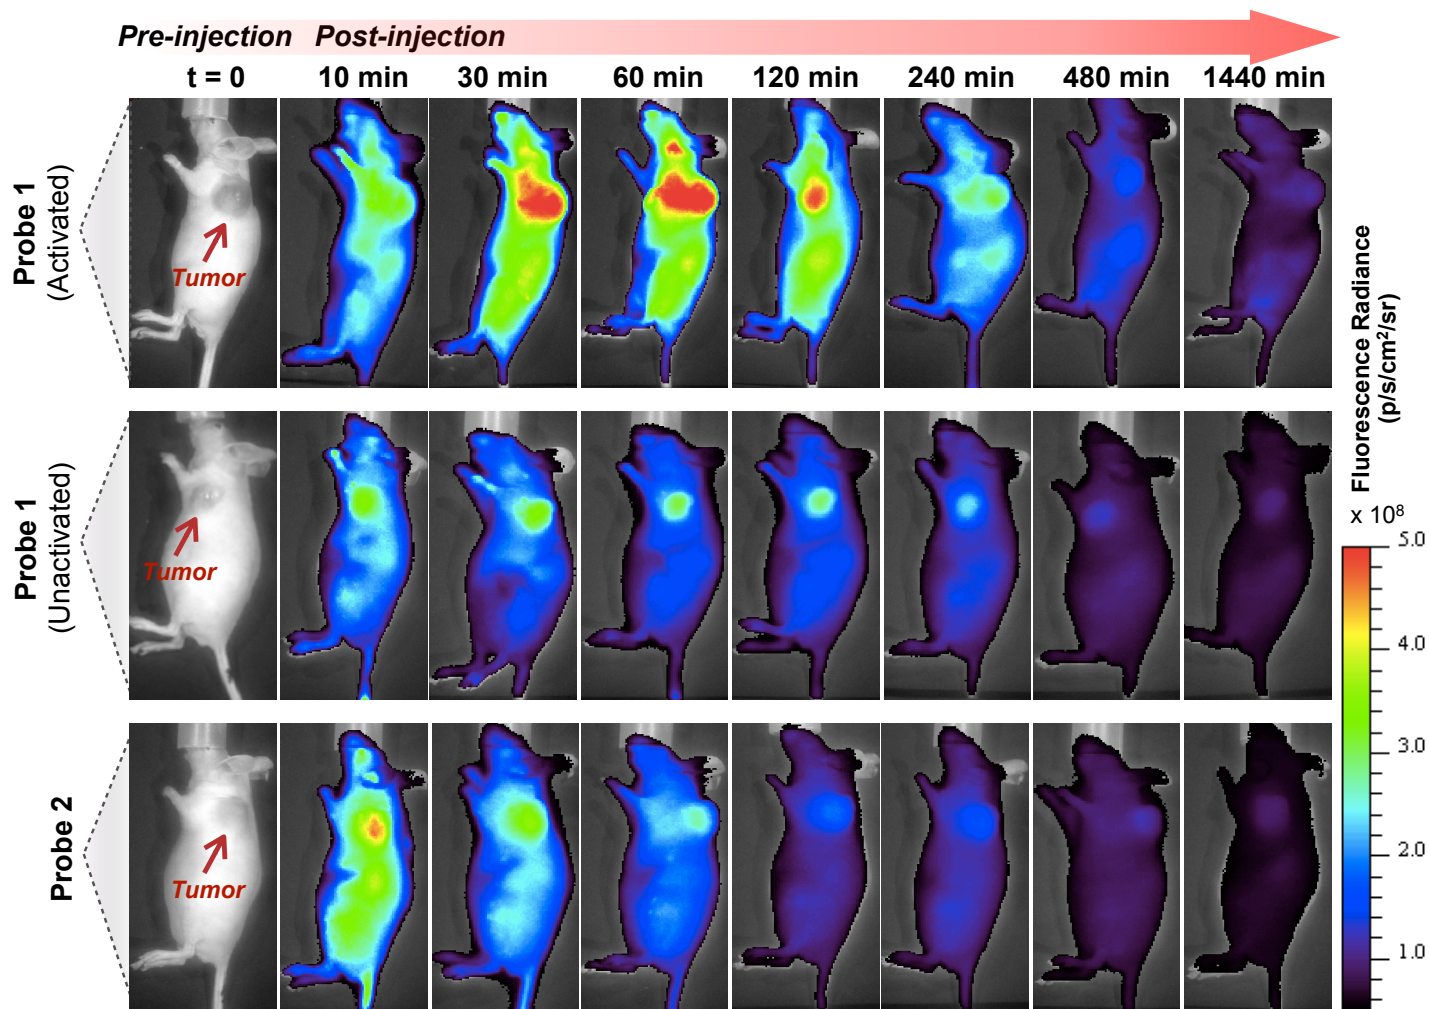 Pre-injection Post-injection
t = 0 10 min 30 min 60 min 120 min 240 min 480 min 1440 min
Probe 1
(Activated)
Tumor
Probe 1
(Unactivated)
Tumor
Probe 2
Tumor
Fluorescence Radiance
(p/s/cm²/sr)
x 10⁸
5.0
4.0
3.0
2.0
1.0